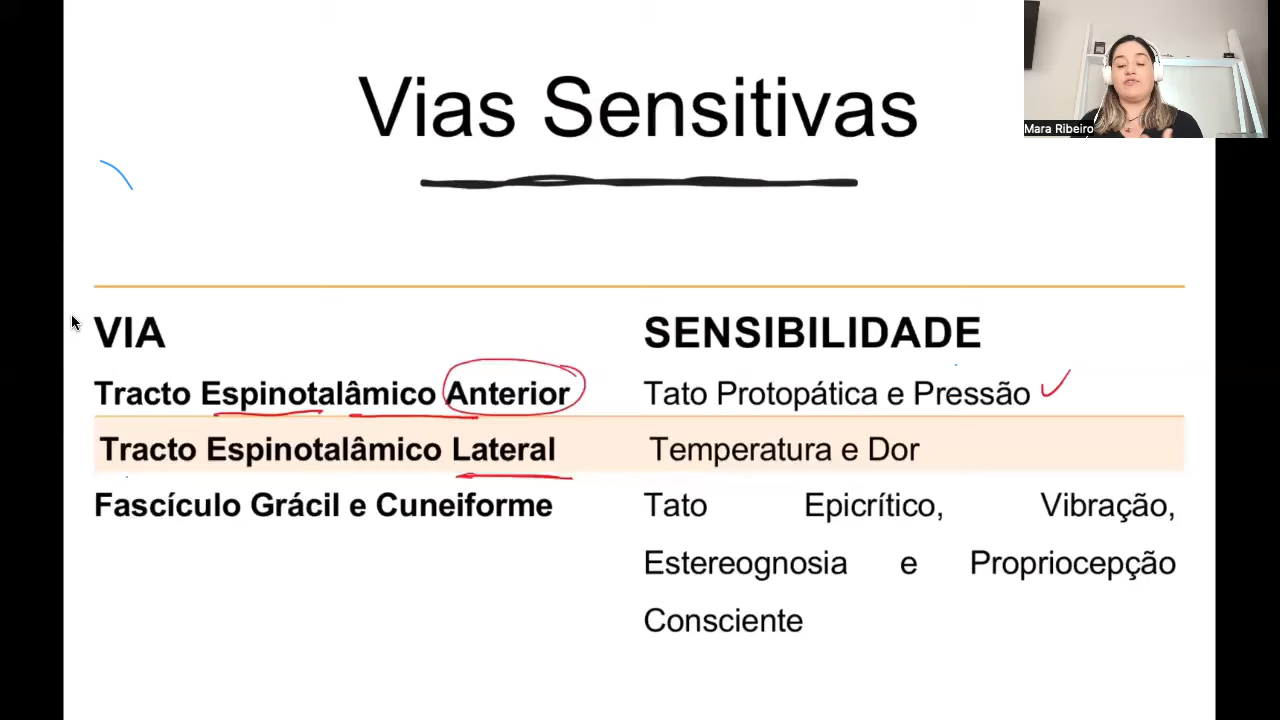 Vias Sensitivas
Mara Ribeiro
VIA SENSIBILIDADE
Tracto Espinotalâmico Anterior Tato Protopática e Pressão
Tracto Espinotalâmico Lateral Temperatura e Dor
Fascículo Grácil e Cuneiforme Tato Epicrítico, Vibração,
Estereognosia e Propriocepção
Consciente